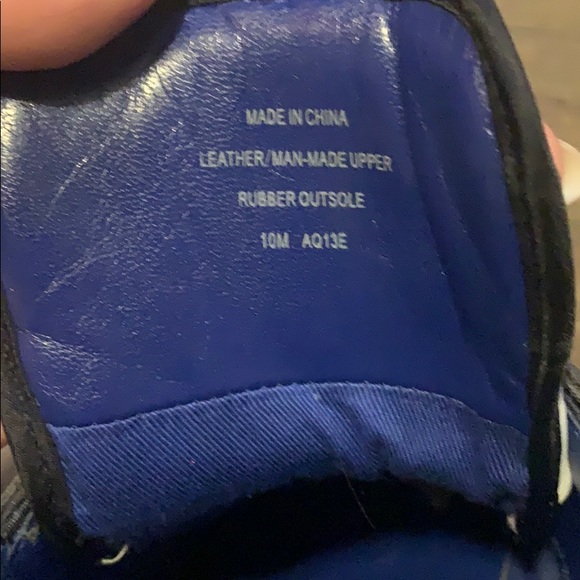 MADE IN CHINA
LEATHER/MAN-MADE UPPER
RUBBER OUTSOLE
10M AQ13E